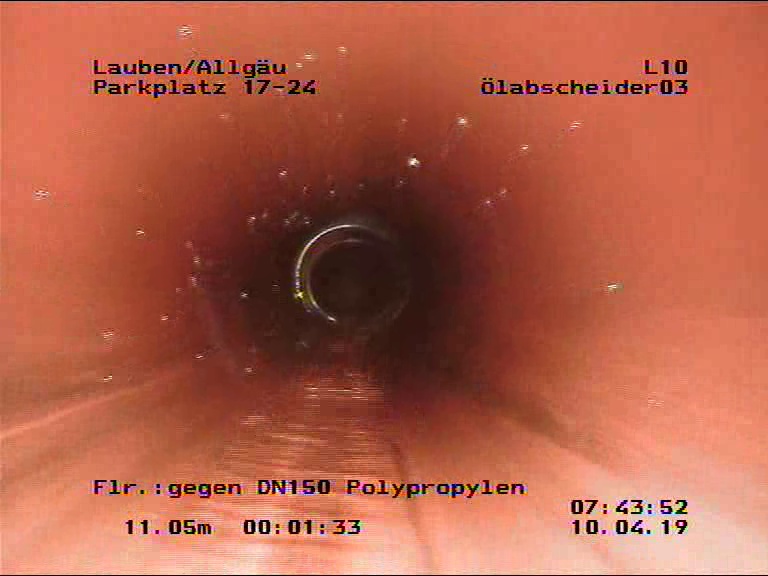 Lauben/Allgäu L10
Parkplatz 17-24 Ölabscheider03
Flr.:gegen DN150 Polypropylen
07:43:52
11.05m 00:01:33 10.04.19